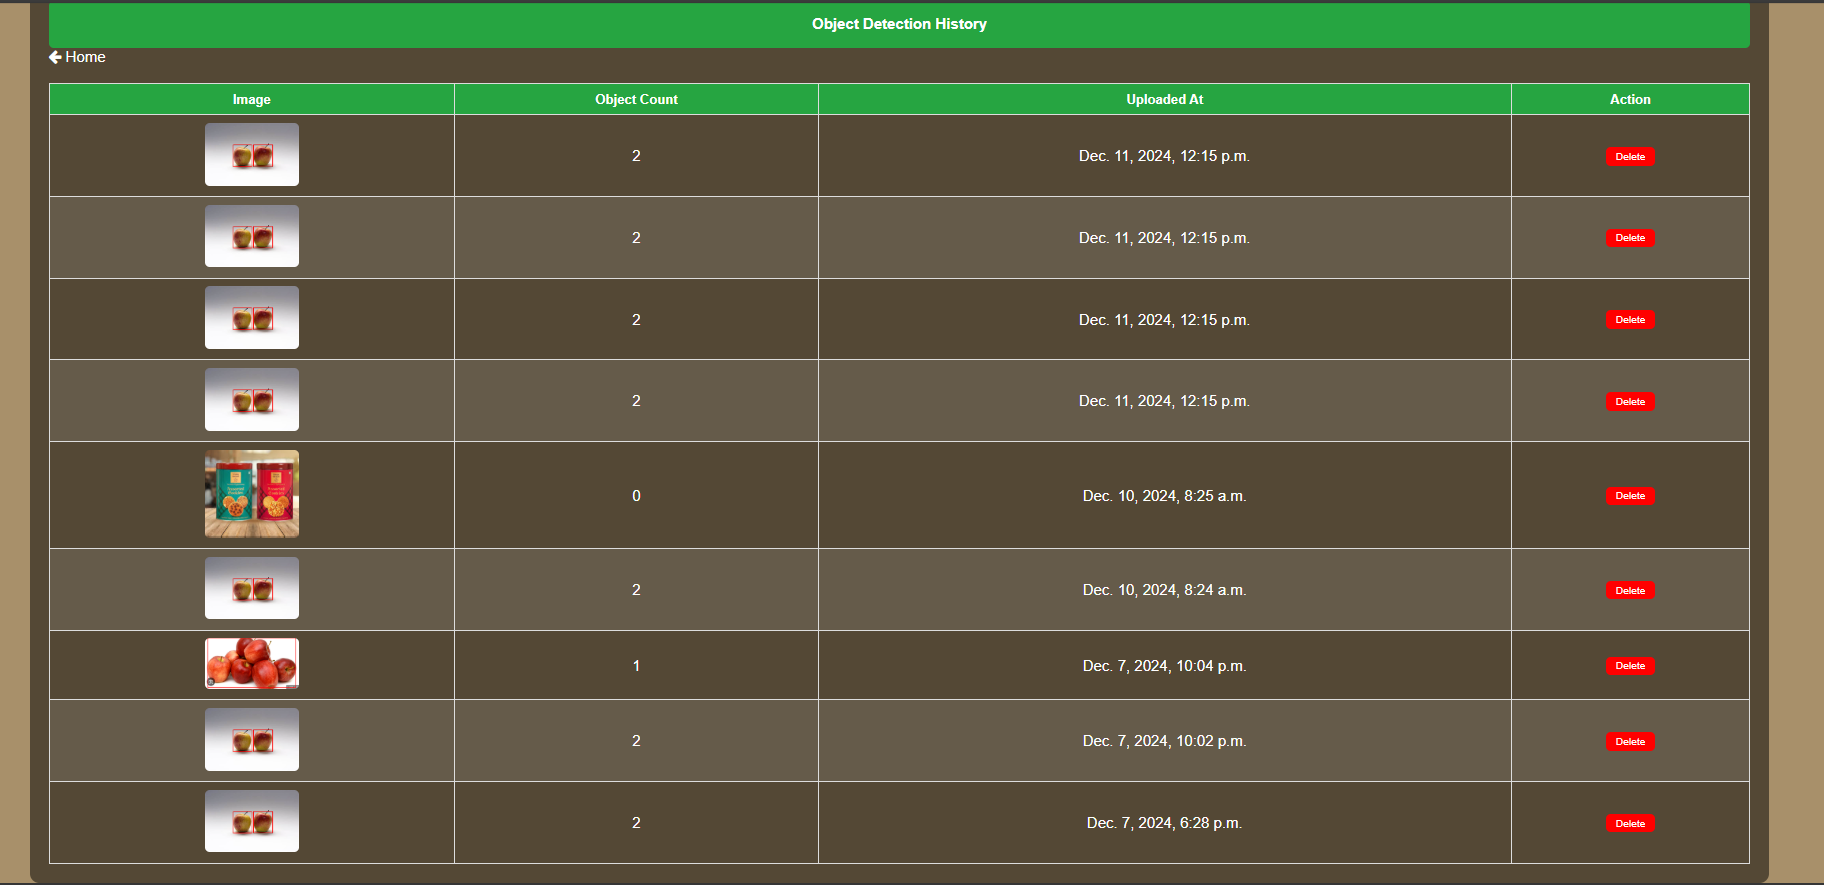 Object Detection History
Home
Image Object Count Uploaded At Action
2 Dec. 11, 2024, 12:15 p.m. Delete
2 Dec. 11, 2024, 12:15 p.m. Delete
2 Dec. 11, 2024, 12:15 p.m. Delete
2 Dec. 11, 2024, 12:15 p.m. Delete
0 Dec. 10, 2024, 8:25 a.m. Delete
2 Dec. 10, 2024, 8:24 a.m. Delete
1 Dec. 7, 2024, 10:04 p.m. Delete
2 Dec. 7, 2024, 10:02 p.m. Delete
2 Dec. 7, 2024, 6:28 p.m. Delete